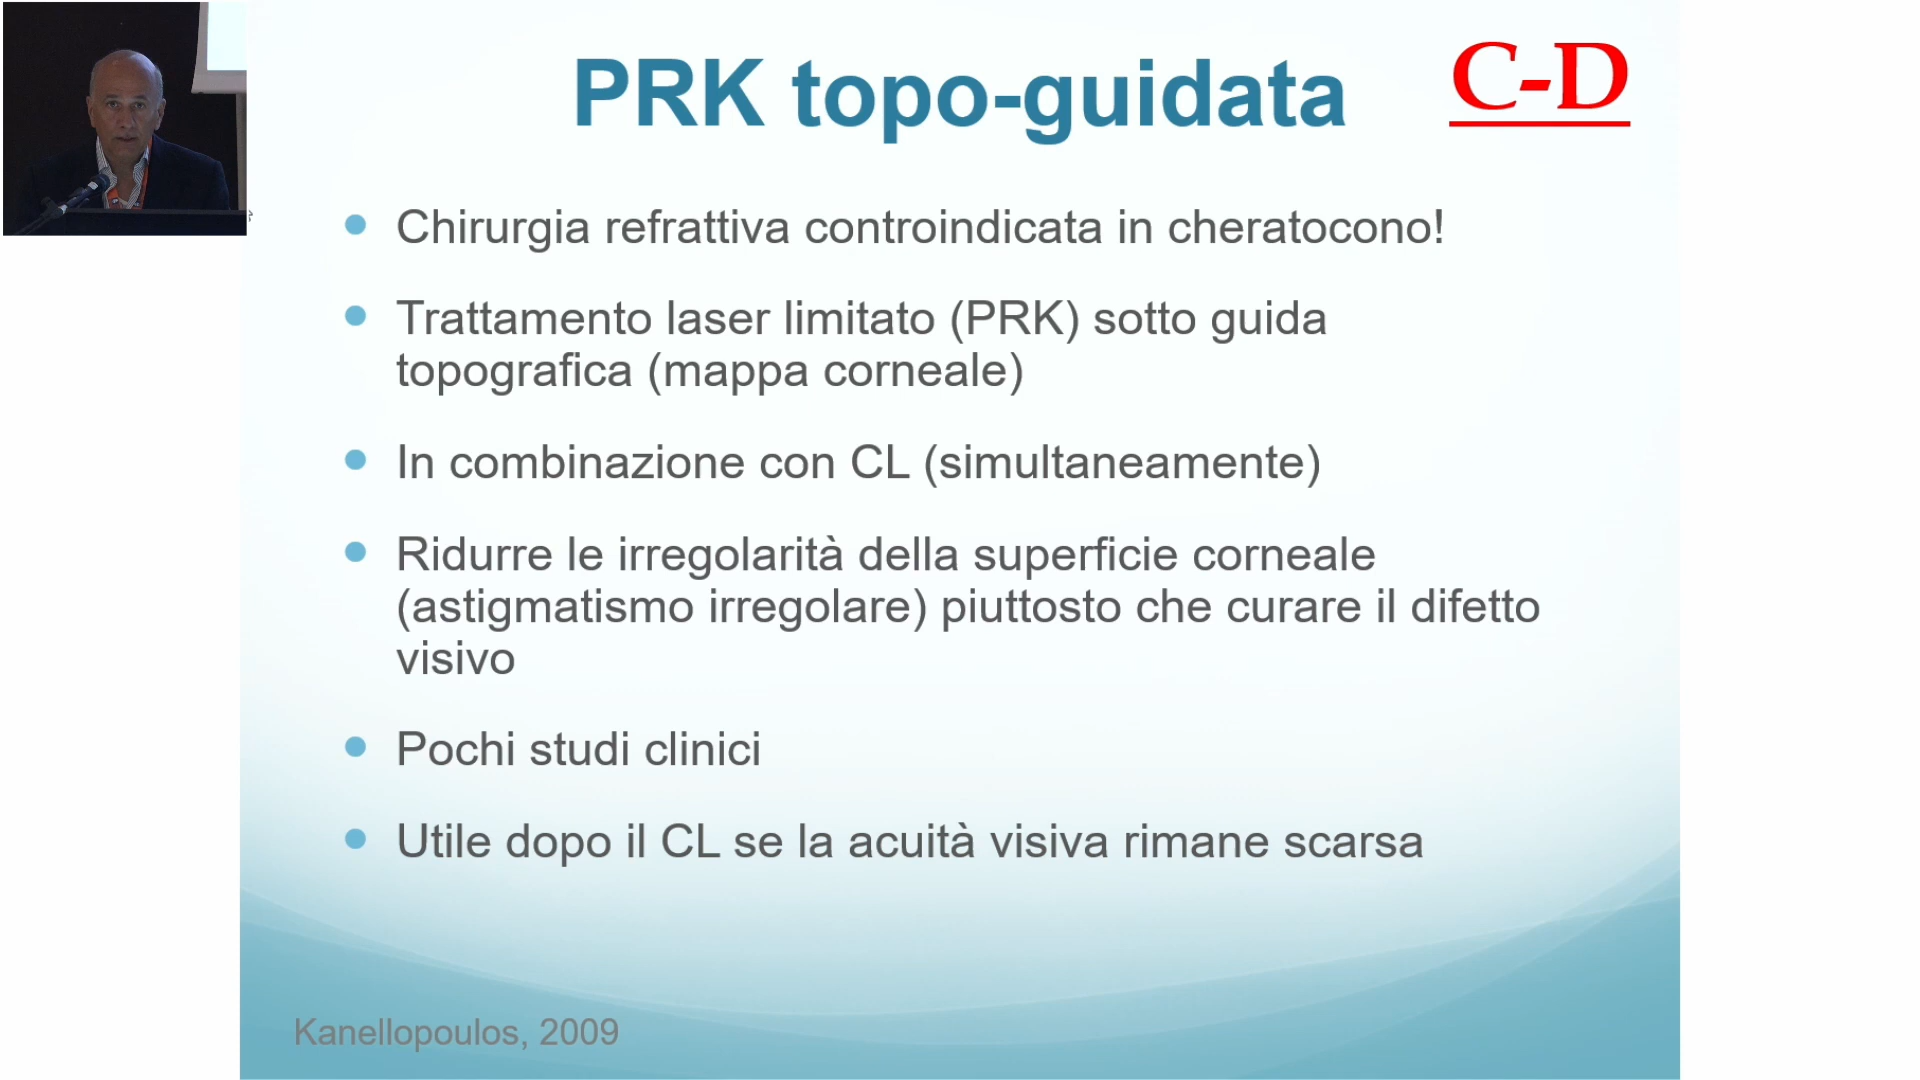 PRK topo-guidata
C-D
Chirurgia refrattiva controindicata in cheratocono!
Trattamento laser limitato (PRK) sotto guida
topografica (mappa corneale)
In combinazione con CL (simultaneamente)
Ridurre le irregolarità della superficie corneale
(astigmatismo irregolare) piuttosto che curare il difetto
visivo
Pochi studi clinici
Utile dopo il CL se la acuità visiva rimane scarsa
Kanellopoulos, 2009